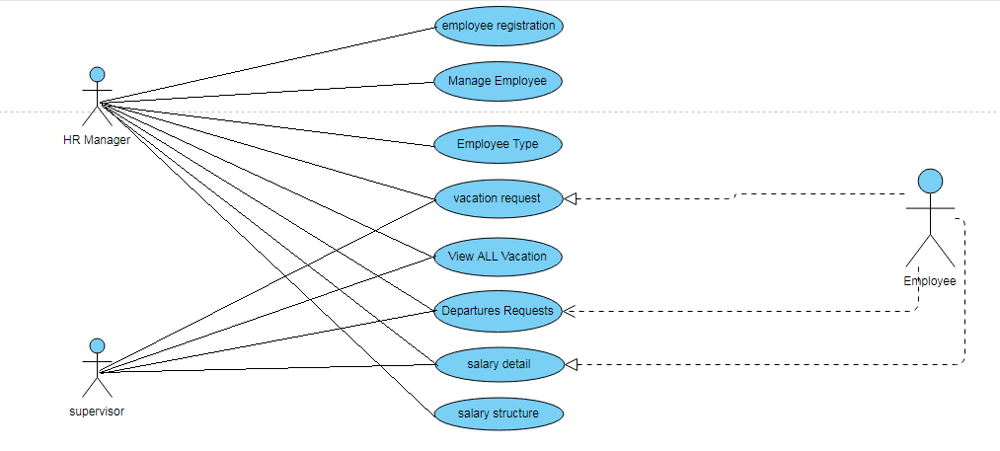 employee registration
Manage Employee
HR Manager
Employee Type
vacation request
View ALL Vacation
Employee
Departures Requests
salary detail
supervisor
salary structure